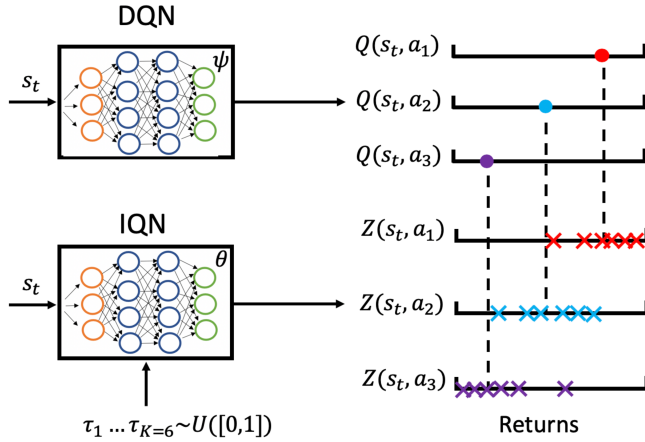 DQN
ψ
s_t
Q(s_t, a_1)
Q(s_t, a_2)
Q(s_t, a_3)
IQN
θ
s_t
τ_1 … τ_{K=6}~U([0,1])
Z(s_t, a_1)
Z(s_t, a_2)
Z(s_t, a_3)
Returns